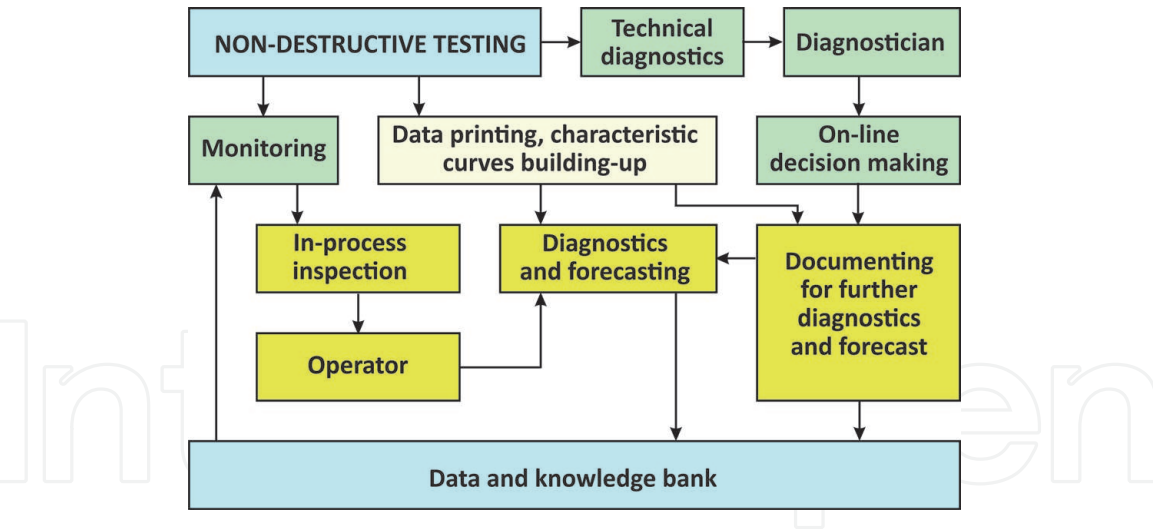 NON-DESTRUCTIVE TESTING
Technical
diagnostics
Diagnostician
Monitoring
Data printing, characteristic
curves building-up
On-line
decision making
In-process
inspection
Diagnostics
and forecasting
Documenting
for further
diagnostics
and forecast
Operator
Data and knowledge bank